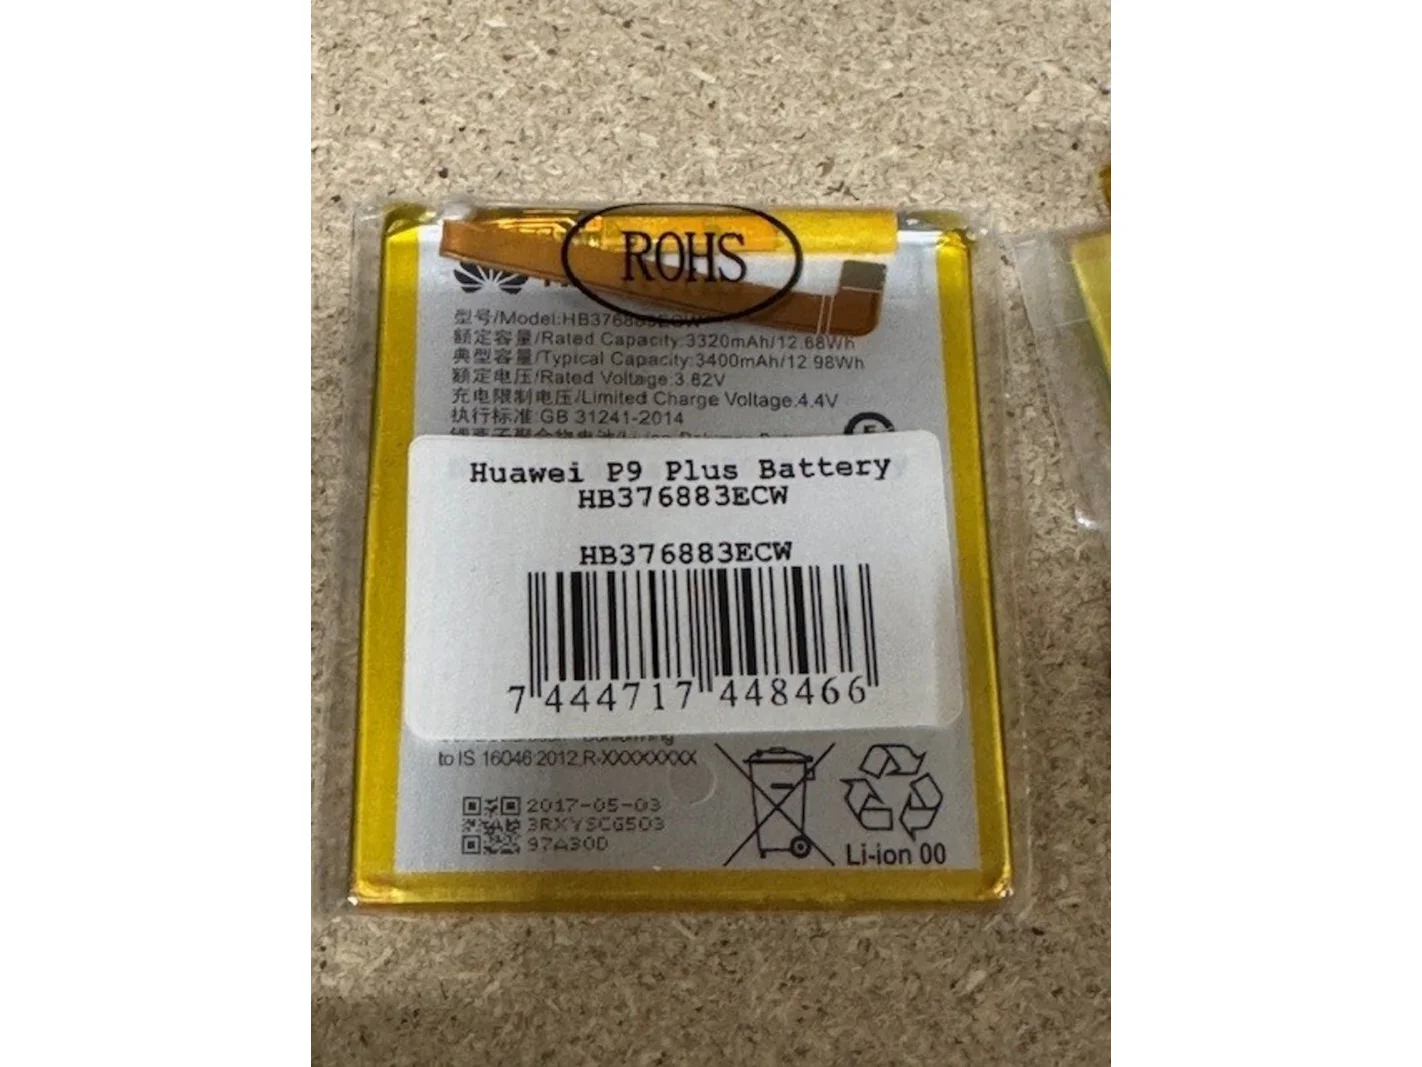 ROHS
型号/Model:HB376883ECW
额定容量/Rated Capacity:3320mAh/12.68Wh
典型容量/Typical Capacity:3400mAh/12.98Wh
额定电压/Rated Voltage:3.82V
充电限制电压/Limited Charge Voltage:4.4V
执行标准 GB 31241-2014
Huawei P9 Plus Battery
HB376883ECW
HB376883ECW
7 444717 448466
to IS 16046:2012,R-XXXXXXXX
2017-05-03
3RXYSCG503
97A30D
Li-ion 00